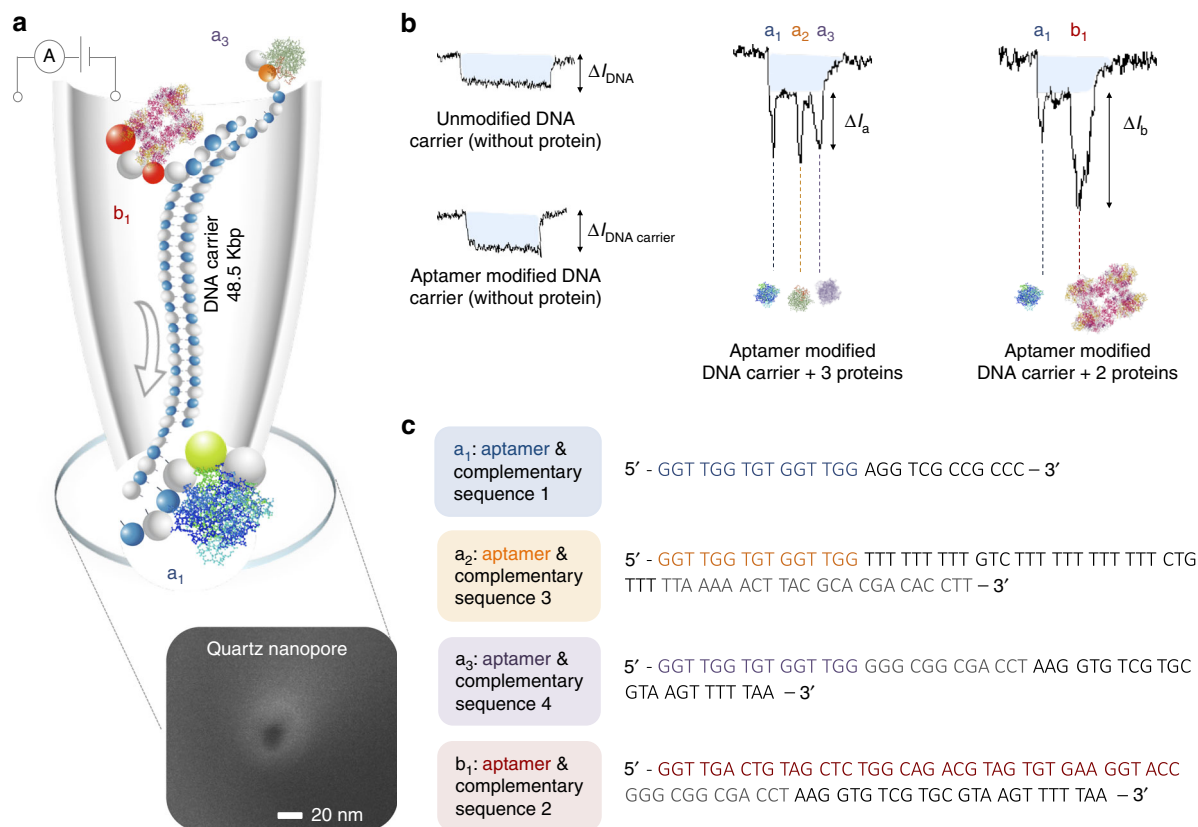 a
A
a3
b1
DNA carrier
48.5 Kbp
a1
Quartz nanopore
20 nm
b
ΔIDNA
Unmodified DNA
carrier (without protein)
ΔIDNA carrier
Aptamer modified DNA
carrier (without protein)
a1 a2 a3
ΔIa
Aptamer modified
DNA carrier + 3 proteins
a1 b1
ΔIb
Aptamer modified
DNA carrier + 2 proteins
c
a1: aptamer &
complementary
sequence 1
5′ - GGT TGG TGT GGT TGG AGG TCG CCG CCC – 3′
a2: aptamer &
complementary
sequence 3
5′ - GGT TGG TGT GGT TGG TTT TTT TTT GTC TTT TTT TTT TTT CTG
TTT TTA AAA ACT TAC GCA CGA CAC CTT – 3′
a3: aptamer &
complementary
sequence 4
5′ - GGT TGG TGT GGT TGG GGG CGG CGA CCT AAG GTG TCG TGC
GTA AGT TTT TAA – 3′
b1: aptamer &
complementary
sequence 2
5′ - GGT TGA CTG TAG CTC TGG CAG ACG TAG TGT GAA GGT ACC
GGG CGG CGA CCT AAG GTG TCG TGC GTA AGT TTT TAA – 3′